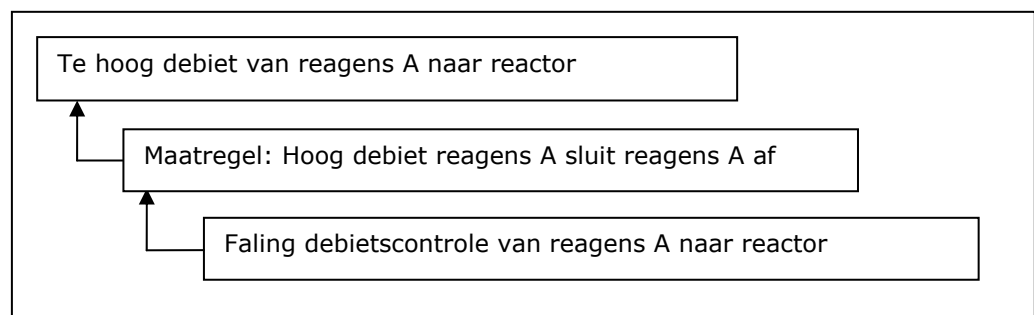 Te hoog debiet van reagens A naar reactor
Maatregel: Hoog debiet reagens A sluit reagens A af
Faling debietscontrole van reagens A naar reactor